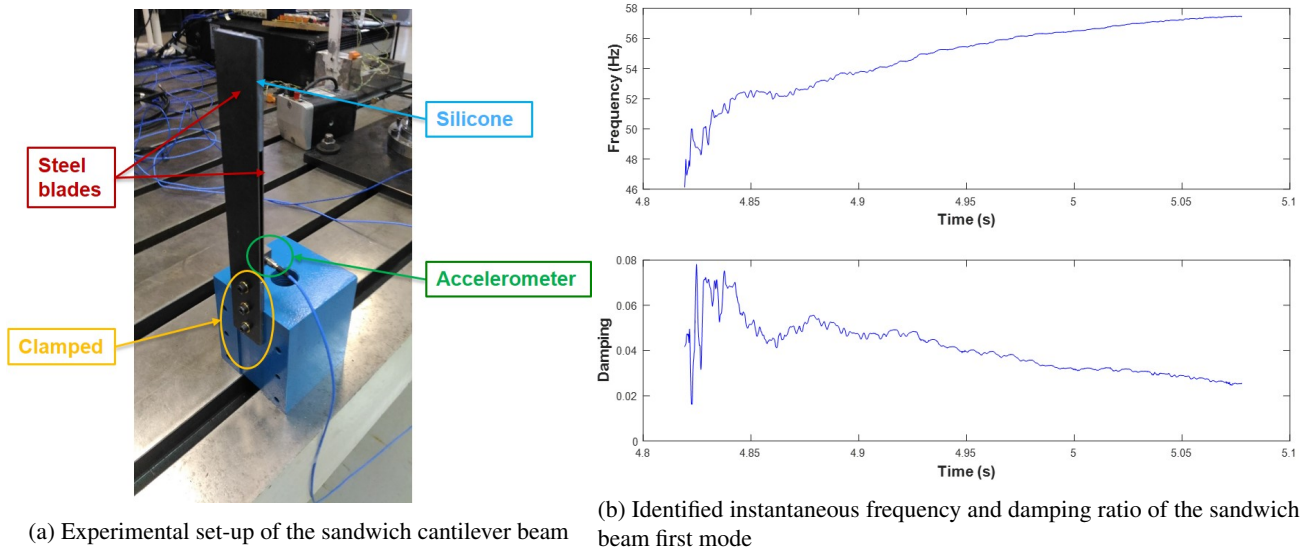 Silicone
Steel
blades
Accelerometer
Clamped
58
56
54
52
50
48
46
Frequency (Hz)
4.8 4.85 4.9 4.95 5 5.05 5.1
Time (s)
0.08
0.06
0.04
0.02
0
Damping
4.8 4.85 4.9 4.95 5 5.05 5.1
Time (s)
(a) Experimental set-up of the sandwich cantilever beam
(b) Identified instantaneous frequency and damping ratio of the sandwich
beam first mode